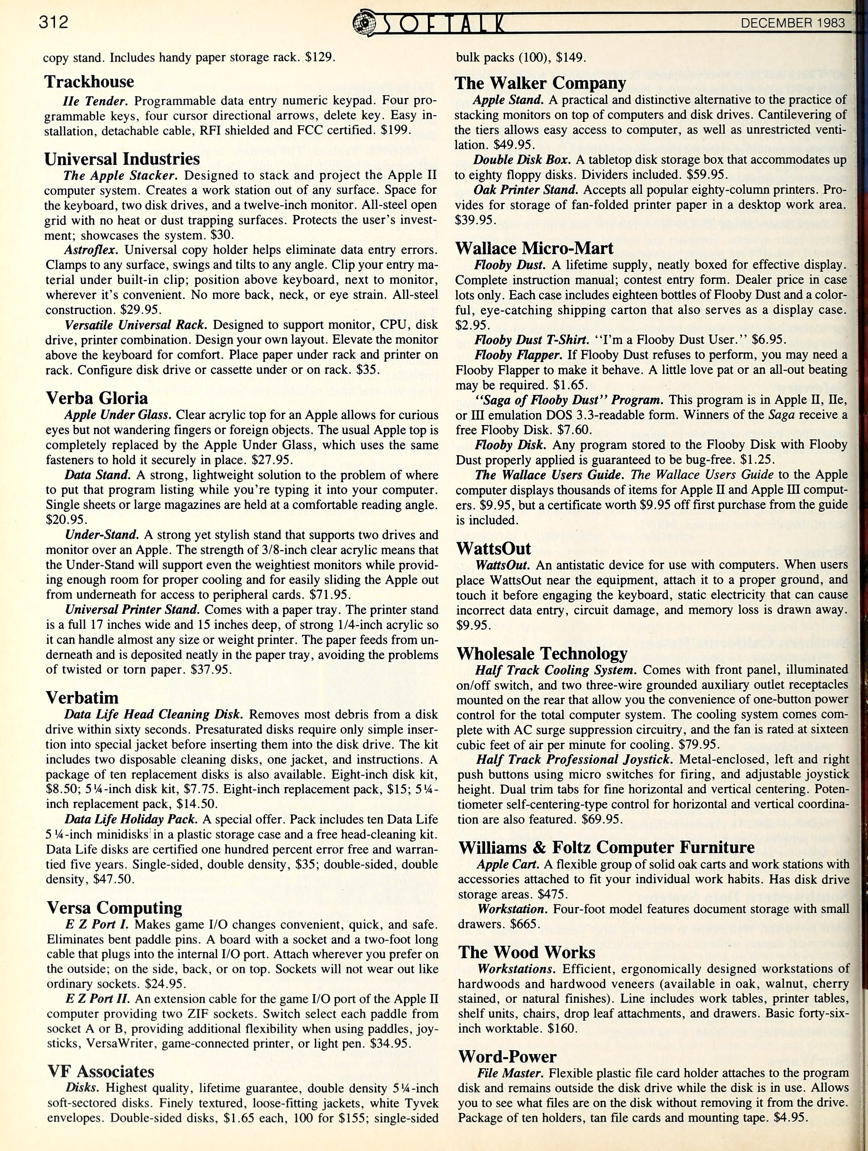 312
SOFTALK
DECEMBER 1983
copy stand. Includes handy paper storage rack. $129.
Trackhouse
IIe Tender. Programmable data entry numeric keypad. Four pro-
grammable keys, four cursor directional arrows, delete key. Easy in-
stallation, detachable cable, RFI shielded and FCC certified. $199.
Universal Industries
The Apple Stacker. Designed to stack and project the Apple II
computer system. Creates a work station out of any surface. Space for
the keyboard, two disk drives, and a twelve-inch monitor. All-steel open
grid with no heat or dust trapping surfaces. Protects the user's invest-
ment; showcases the system. $30.
Astroflex. Universal copy holder helps eliminate data entry errors.
Clamps to any surface, swings and tilts to any angle. Clip your entry ma-
terial under built-in clip; position above keyboard, next to monitor,
wherever it's convenient. No more back, neck, or eye strain. All-steel
construction. $29.95.
Versatile Universal Rack. Designed to support monitor, CPU, disk
drive, printer combination. Design your own layout. Elevate the monitor
above the keyboard for comfort. Place paper under rack and printer on
rack. Configure disk drive or cassette under or on rack. $35.
Verba Gloria
Apple Under Glass. Clear acrylic top for an Apple allows for curious
eyes but not wandering fingers or foreign objects. The usual Apple top is
completely replaced by the Apple Under Glass, which uses the same
fasteners to hold it securely in place. $27.95.
Data Stand. A strong, lightweight solution to the problem of where
to put that program listing while you're typing it into your computer.
Single sheets or large magazines are held at a comfortable reading angle.
$20.95.
Under-Stand. A strong yet stylish stand that supports two drives and
monitor over an Apple. The strength of 3/8-inch clear acrylic means that
the Under-Stand will support even the weightiest monitors while provid-
ing enough room for proper cooling and for easily sliding the Apple out
from underneath for access to peripheral cards. $71.95.
Universal Printer Stand. Comes with a paper tray. The printer stand
is a full 17 inches wide and 15 inches deep, of strong 1/4-inch acrylic so
it can handle almost any size or weight printer. The paper feeds from un-
derneath and is deposited neatly in the paper tray, avoiding the problems
of twisted or torn paper. $37.95.
Verbatim
Data Life Head Cleaning Disk. Removes most debris from a disk
drive within sixty seconds. Presaturated disks require only simple inser-
tion into special jacket before inserting them into the disk drive. The kit
includes two disposable cleaning disks, one jacket, and instructions. A
package of ten replacement disks is also available. Eight-inch disk kit,
$8.50; 5¼-inch disk kit, $7.75. Eight-inch replacement pack, $15; 5¼-
inch replacement pack, $14.50.
Data Life Holiday Pack. A special offer. Pack includes ten Data Life
5¼-inch minidisks in a plastic storage case and a free head-cleaning kit.
Data Life disks are certified one hundred percent error free and warran-
tied five years. Single-sided, double density, $35; double-sided, double
density, $47.50.
Versa Computing
E Z Port I. Makes game I/O changes convenient, quick, and safe.
Eliminates bent paddle pins. A board with a socket and a two-foot long
cable that plugs into the internal I/O port. Attach wherever you prefer on
the outside; on the side, back, or on top. Sockets will not wear out like
ordinary sockets. $24.95.
E Z Port II. An extension cable for the game I/O port of the Apple II
computer providing two ZIF sockets. Switch select each paddle from
socket A or B, providing additional flexibility when using paddles, joy-
sticks, VersaWriter, game-connected printer, or light pen. $34.95.
VF Associates
Disks. Highest quality, lifetime guarantee, double density 5¼-inch
soft-sectored disks. Finely textured, loose-fitting jackets, white Tyvek
envelopes. Double-sided disks, $1.65 each, 100 for $155; single-sided
bulk packs (100), $149.
The Walker Company
Apple Stand. A practical and distinctive alternative to the practice of
stacking monitors on top of computers and disk drives. Cantilevering of
the tiers allows easy access to computer, as well as unrestricted venti-
lation. $49.95.
Double Disk Box. A tabletop disk storage box that accommodates up
to eighty floppy disks. Dividers included. $59.95.
Oak Printer Stand. Accepts all popular eighty-column printers. Pro-
vides for storage of fan-folded printer paper in a desktop work area.
$39.95.
Wallace Micro-Mart
Flooby Dust. A lifetime supply, neatly boxed for effective display.
Complete instruction manual; contest entry form. Dealer price in case
lots only. Each case includes eighteen bottles of Flooby Dust and a color-
ful, eye-catching shipping carton that also serves as a display case.
$2.95.
Flooby Dust T-Shirt. "I'm a Flooby Dust User." $6.95.
Flooby Flapper. If Flooby Dust refuses to perform, you may need a
Flooby Flapper to make it behave. A little love pat or an all-out beating
may be required. $1.65.
"Saga of Flooby Dust" Program. This program is in Apple II, IIe,
or III emulation DOS 3.3-readable form. Winners of the Saga receive a
free Flooby Disk. $7.60.
Flooby Disk. Any program stored to the Flooby Disk with Flooby
Dust properly applied is guaranteed to be bug-free. $1.25.
The Wallace Users Guide. The Wallace Users Guide to the Apple
computer displays thousands of items for Apple II and Apple III comput-
ers. $9.95, but a certificate worth $9.95 off first purchase from the guide
is included.
WattsOut
WattsOut. An antistatic device for use with computers. When users
place WattsOut near the equipment, attach it to a proper ground, and
touch it before engaging the keyboard, static electricity that can cause
incorrect data entry, circuit damage, and memory loss is drawn away.
$9.95.
Wholesale Technology
Half Track Cooling System. Comes with front panel, illuminated
on/off switch, and two three-wire grounded auxiliary outlet receptacles
mounted on the rear that allow you the convenience of one-button power
control for the total computer system. The cooling system comes com-
plete with AC surge suppression circuitry, and the fan is rated at sixteen
cubic feet of air per minute for cooling. $79.95.
Half Track Professional Joystick. Metal-enclosed, left and right
push buttons using micro switches for firing, and adjustable joystick
height. Dual trim tabs for fine horizontal and vertical centering. Poten-
tiometer self-centering-type control for horizontal and vertical coordina-
tion are also featured. $69.95.
Williams & Foltz Computer Furniture
Apple Cart. A flexible group of solid oak carts and work stations with
accessories attached to fit your individual work habits. Has disk drive
storage areas. $475.
Workstation. Four-foot model features document storage with small
drawers. $665.
The Wood Works
Workstations. Efficient, ergonomically designed workstations of
hardwoods and hardwood veneers (available in oak, walnut, cherry
stained, or natural finishes). Line includes work tables, printer tables,
shelf units, chairs, drop leaf attachments, and drawers. Basic forty-six-
inch worktable. $160.
Word-Power
File Master. Flexible plastic file card holder attaches to the program
disk and remains outside the disk drive while the disk is in use. Allows
you to see what files are on the disk without removing it from the drive.
Package of ten holders, tan file cards and mounting tape. $4.95.